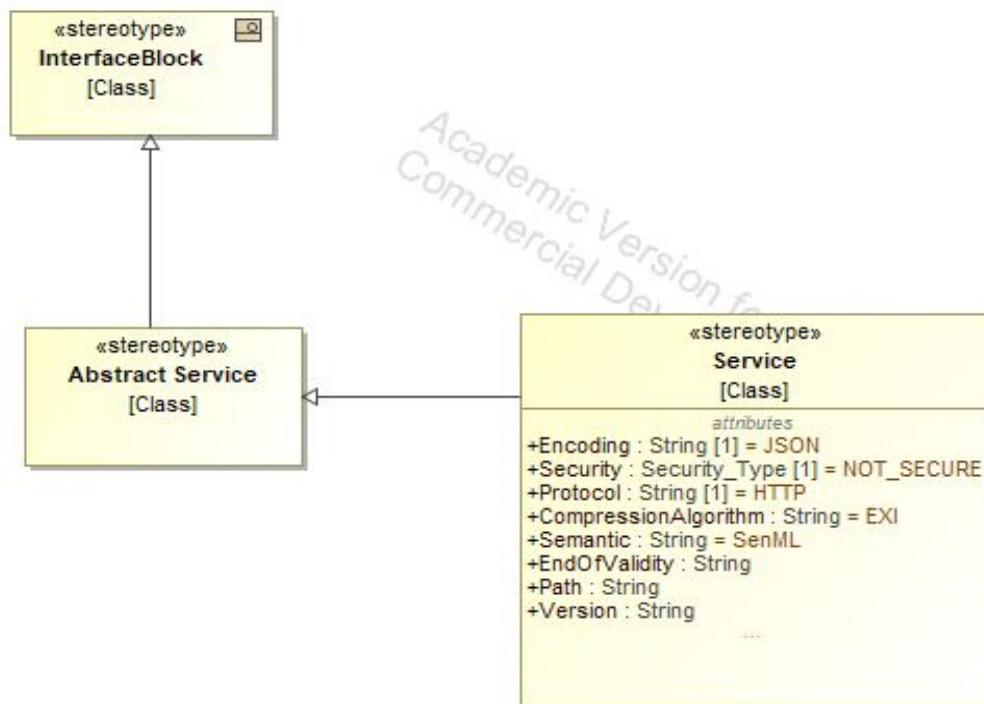 «stereotype»
InterfaceBlock
[Class]
Academic Version for
Commercial Dev
«stereotype»
Abstract Service
[Class]
«stereotype»
Service
[Class]
attributes
+Encoding : String [1] = JSON
+Security : Security_Type [1] = NOT_SECURE
+Protocol : String [1] = HTTP
+CompressionAlgorithm : String = EXI
+Semantic : String = SenML
+EndOfValidity : String
+Path : String
+Version : String
...